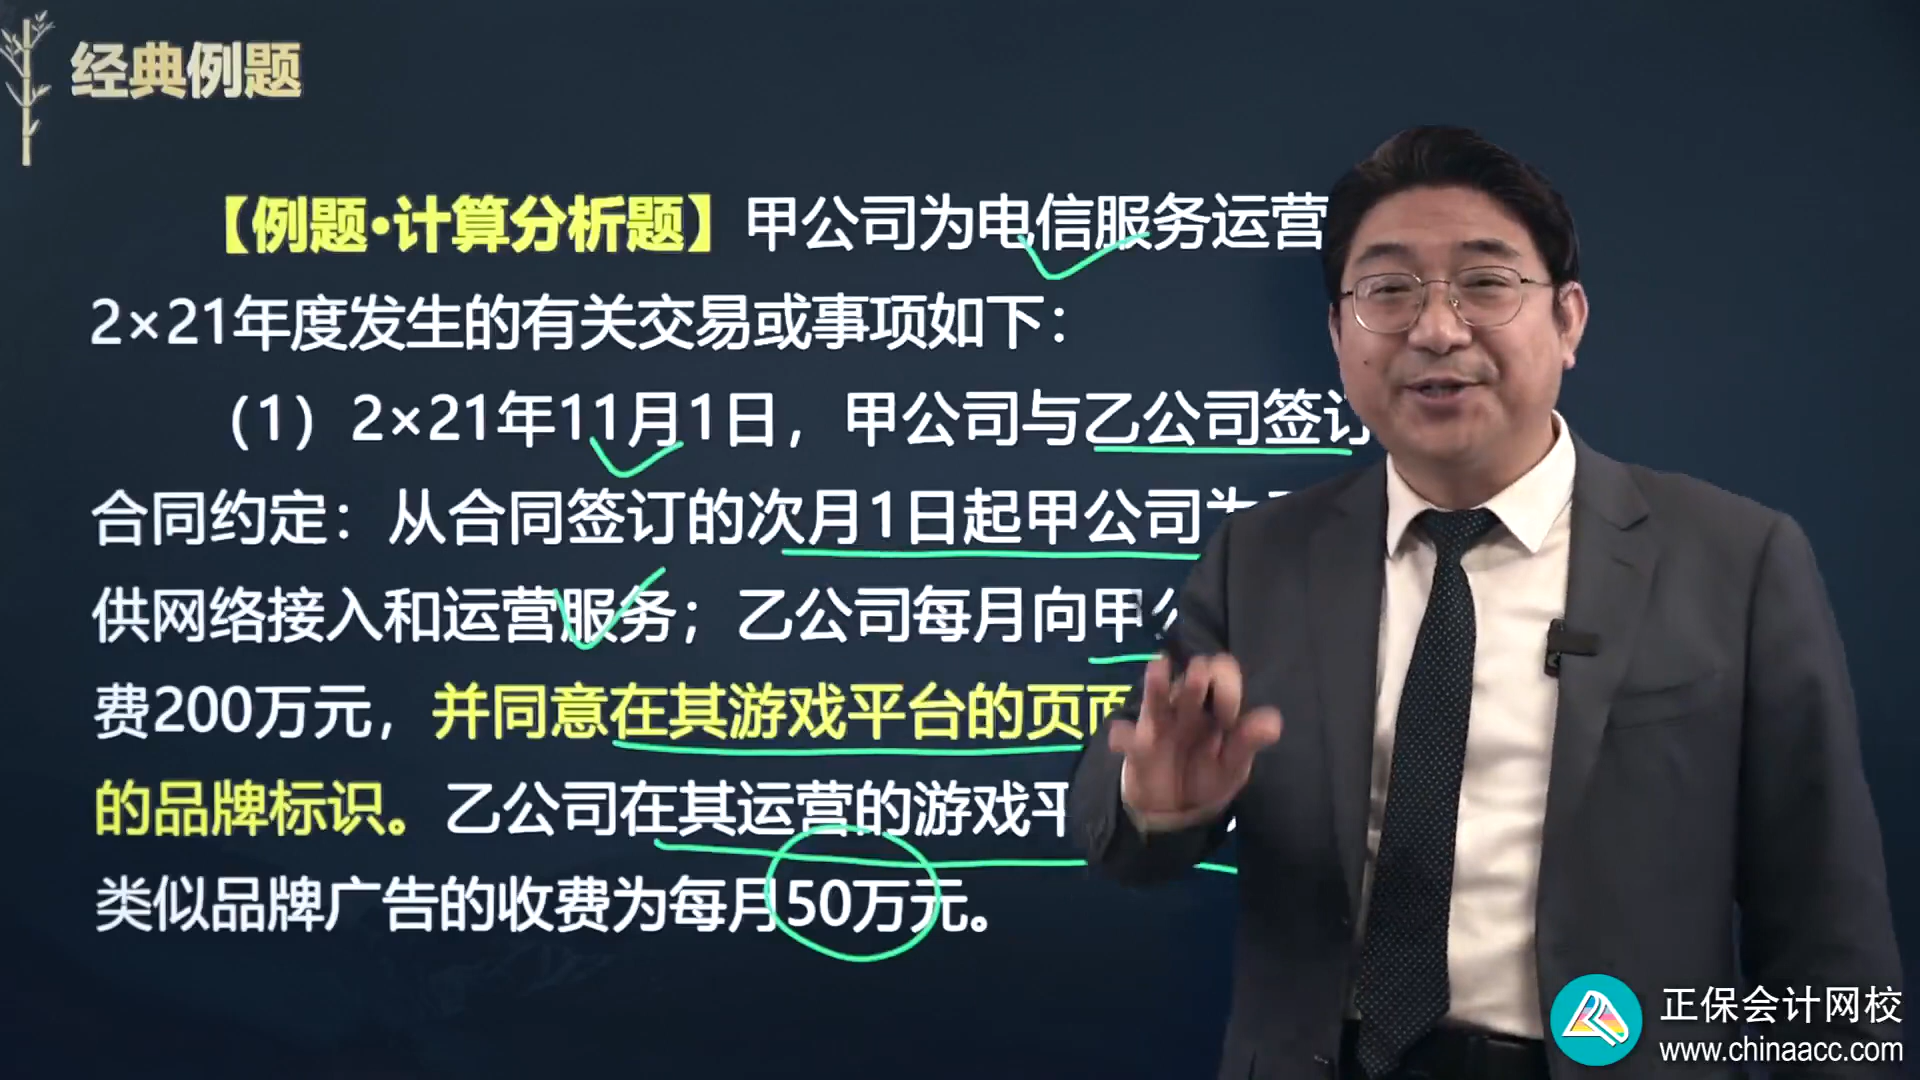 经典例题
【例题·计算分析题】甲公司为电信服务运营
2×21年度发生的有关交易或事项如下：
（1）2×21年11月1日，甲公司与乙公司签订
合同约定：从合同签订的次月1日起甲公司
供网络接入和运营服务；乙公司每月向甲公
费200万元，并同意在其游戏平台的页面
的品牌标识。乙公司在其运营的游戏平
类似品牌广告的收费为每月50万元。
正保会计网校
www.chinaacc.com